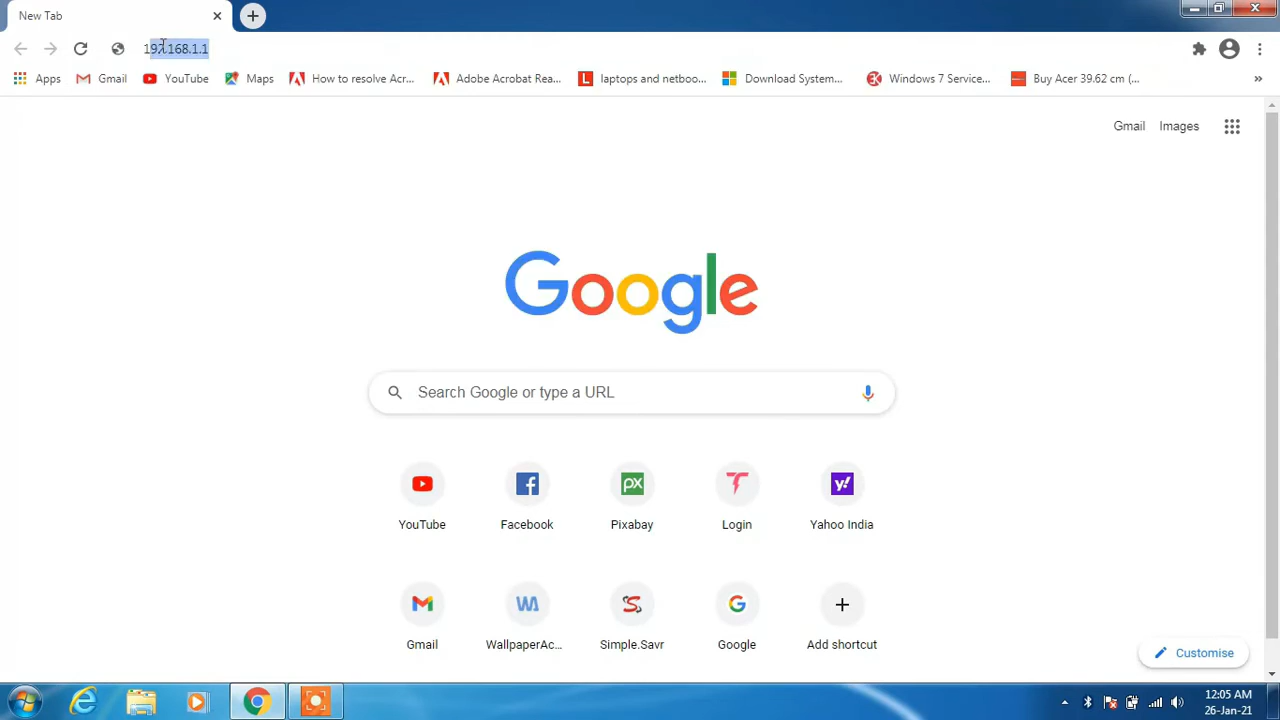 New Tab
192.168.1.1
Apps Gmail YouTube Maps How to resolve Acr... Adobe Acrobat Rea... laptops and netboo... Download System... Windows 7 Service... Buy Acer 39.62 cm (... »
Gmail Images
Google
Search Google or type a URL
YouTube Facebook Pixabay Login Yahoo India
Gmail WallpaperAc... Simple.Savr Google Add shortcut
Customise
12:05 AM
26-Jan-21